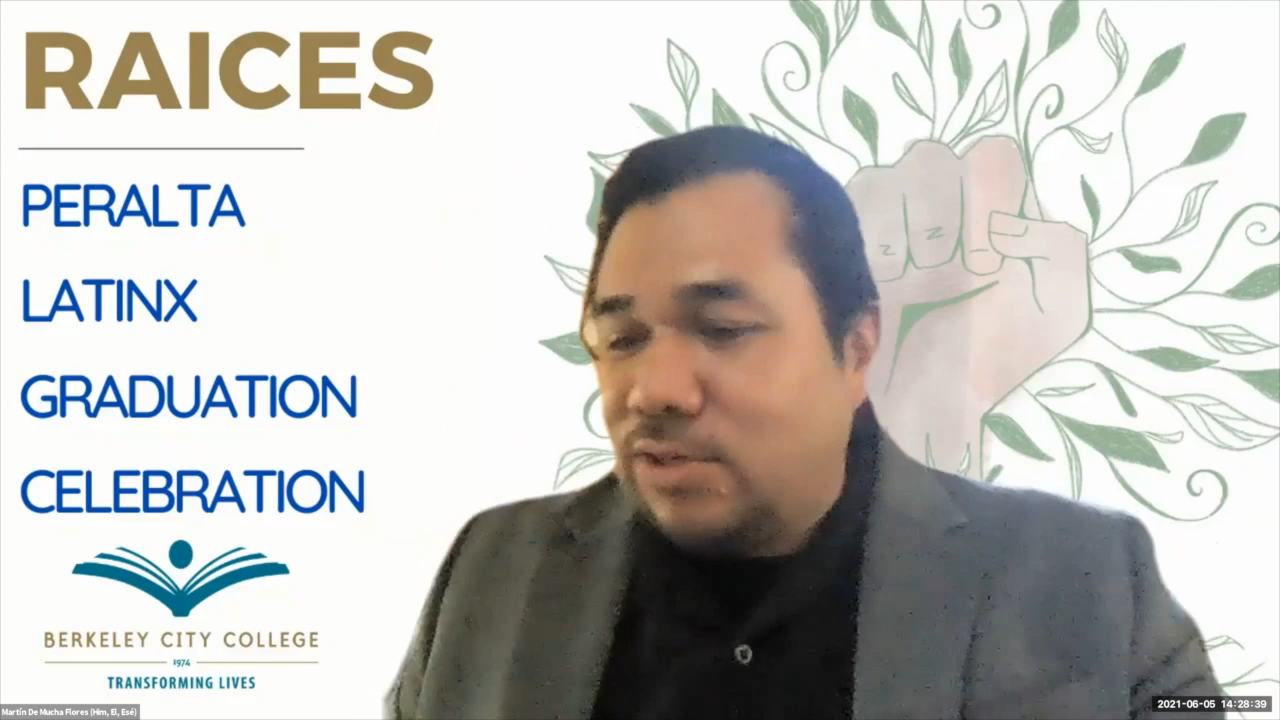 RAICES
PERALTA
LATINX
GRADUATION
CELEBRATION
BERKELEY CITY COLLEGE
1974
TRANSFORMING LIVES
Martín De Mucha Flores (Him, El, Esé)
2021-06-05 14:28:39